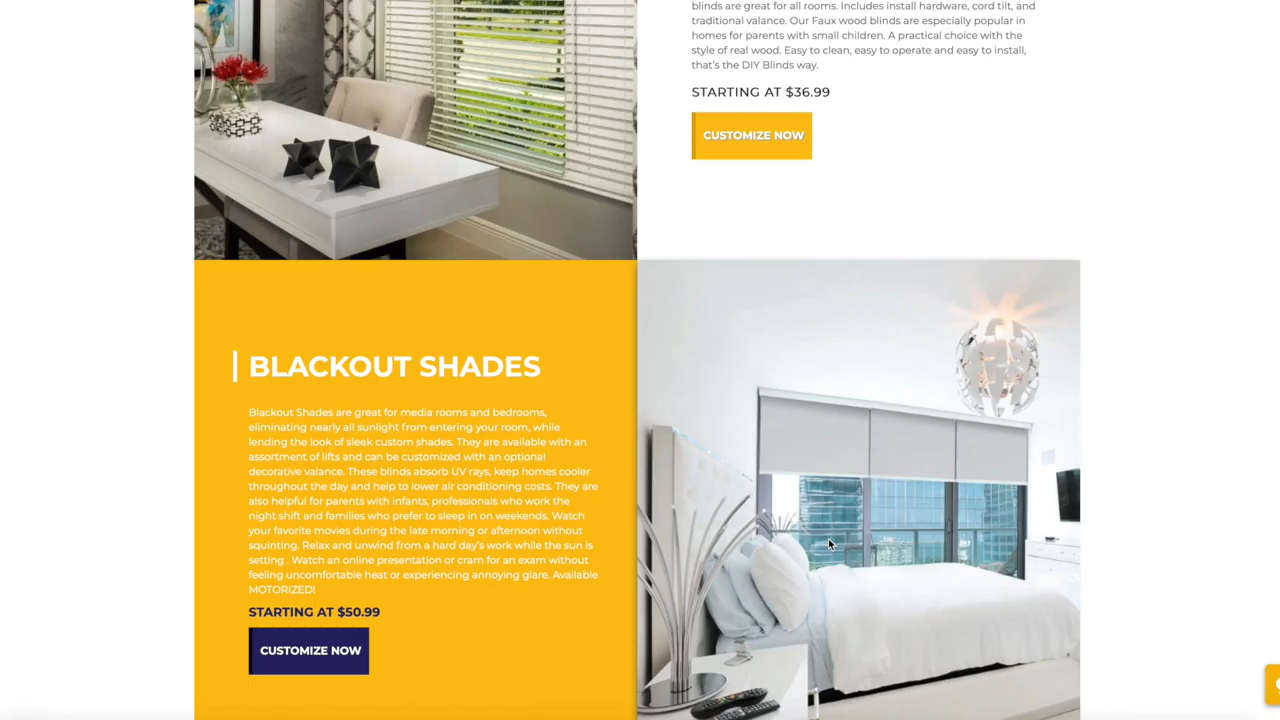 blinds are great for all rooms. Includes install hardware, cord tilt, and
traditional valance. Our Faux wood blinds are especially popular in
homes for parents with small children. A practical choice with the
style of real wood. Easy to clean, easy to operate and easy to install,
that's the DIY Blinds way.
STARTING AT $36.99
CUSTOMIZE NOW
BLACKOUT SHADES
Blackout Shades are great for media rooms and bedrooms,
eliminating nearly all sunlight from entering your room, while
lending the look of sleek custom shades. They are available with an
assortment of lifts and can be customized with an optional
decorative valance. These blinds absorb UV rays, keep homes cooler
throughout the day and help to lower air conditioning costs. They are
also helpful for parents with infants, professionals who work the
night shift and families who prefer to sleep in on weekends. Watch
your favorite movies during the late morning or afternoon without
squinting. Relax and unwind from a hard day's work while the sun is
setting . Watch an online presentation or cram for an exam without
feeling uncomfortable heat or experiencing annoying glare. Available
MOTORIZED!
STARTING AT $50.99
CUSTOMIZE NOW